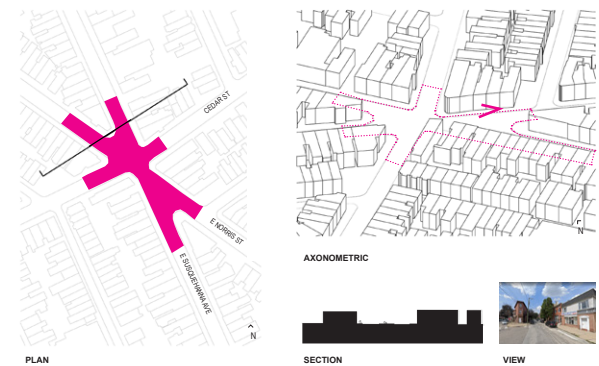 CEDAR ST
E NORRIS ST
E SUSQUEHANNA AVE
N
PLAN
N
AXONOMETRIC
SECTION
VIEW